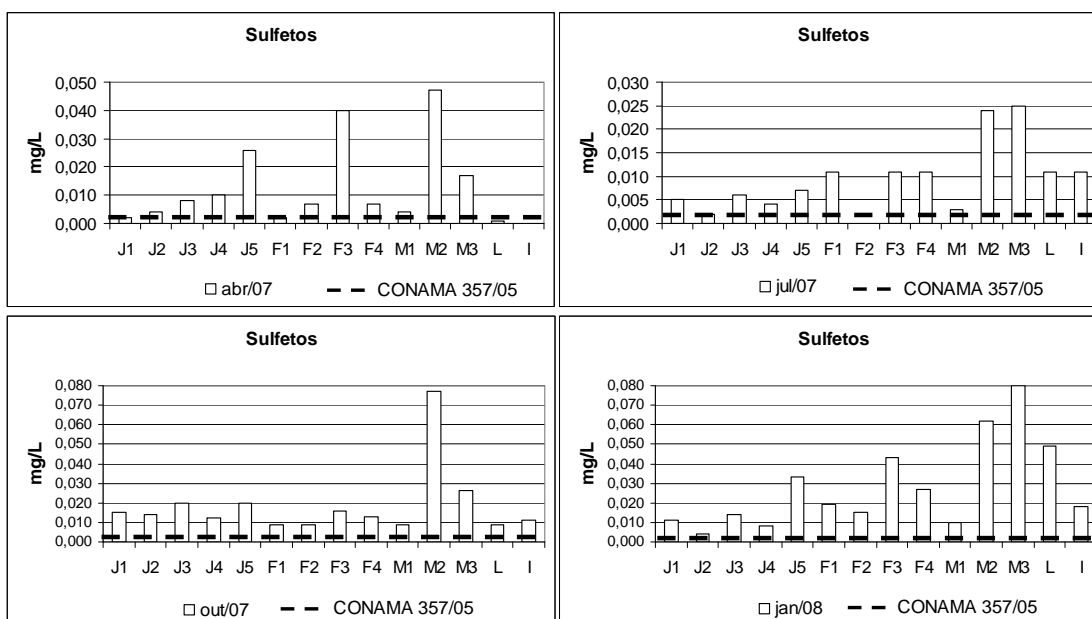 Sulfetos
mg/L
0,050
0,040
0,030
0,020
0,010
0,000
J1 J2 J3 J4 J5 F1 F2 F3 F4 M1 M2 M3 L I
abr/07 CONAMA 357/05
Sulfetos
mg/L
0,030
0,025
0,020
0,015
0,010
0,005
0,000
J1 J2 J3 J4 J5 F1 F2 F3 F4 M1 M2 M3 L I
jul/07 CONAMA 357/05
Sulfetos
mg/L
0,080
0,070
0,060
0,050
0,040
0,030
0,020
0,010
0,000
J1 J2 J3 J4 J5 F1 F2 F3 F4 M1 M2 M3 L I
out/07 CONAMA 357/05
Sulfetos
mg/L
0,080
0,070
0,060
0,050
0,040
0,030
0,020
0,010
0,000
J1 J2 J3 J4 J5 F1 F2 F3 F4 M1 M2 M3 L I
jan/08 CONAMA 357/05